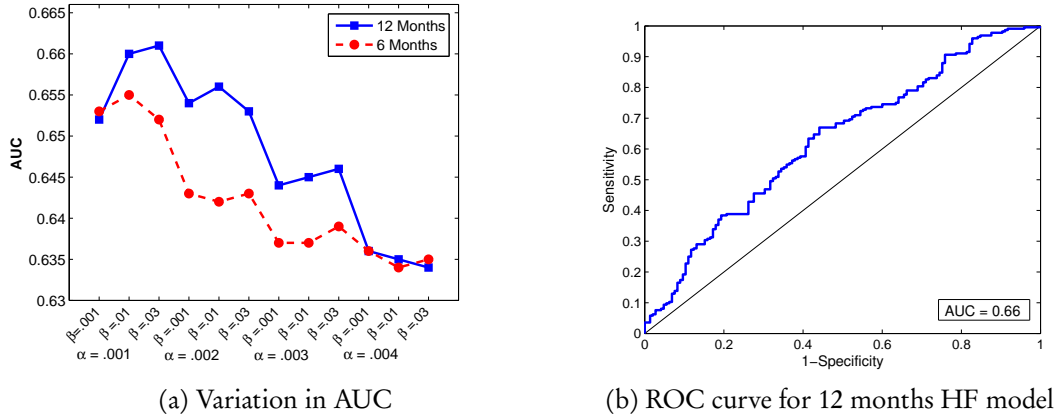 0.665
0.66
0.655
0.65
0.645
0.64
0.635
0.63
AUC
12 Months
6 Months
β=.001
β=.01
β=.03
β=.001
β=.01
β=.03
β=.001
β=.01
β=.03
β=.001
β=.01
β=.03
α = .001
α = .002
α = .003
α = .004
(a) Variation in AUC
1
0.9
0.8
0.7
0.6
0.5
0.4
0.3
0.2
0.1
0
Sensitivity
AUC = 0.66
0 0.2 0.4 0.6 0.8 1
1−Specificity
(b) ROC curve for 12 months HF model